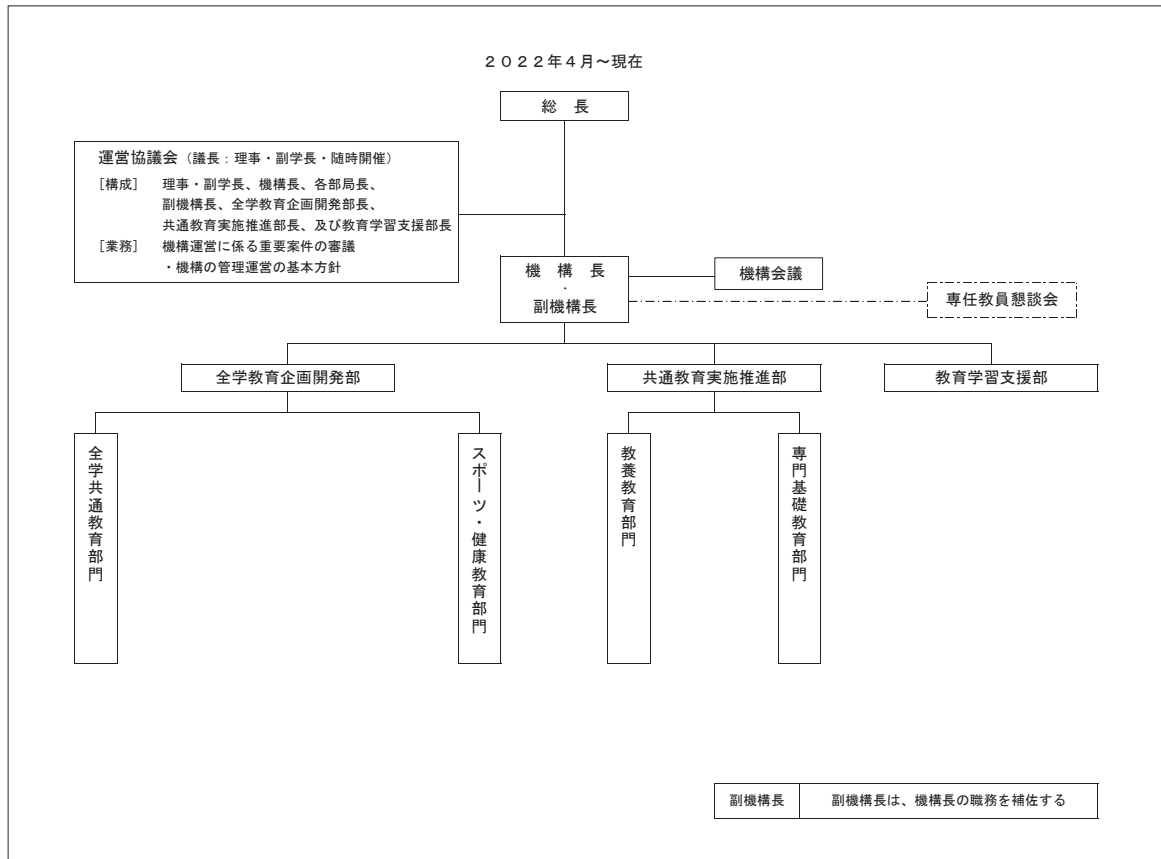 2022年4月~現在
総 長
運営協議会(議長:理事・副学長・随時開催)
[構成] 理事・副学長、機構長、各部局長、
副機構長、全学教育企画開発部長、
共通教育実施推進部長、及び教育学習支援部長
[業務] 機構運営に係る重要案件の審議
・機構の管理運営の基本方針
機 構 長
・
副機構長
機構会議
専任教員懇談会
全学教育企画開発部
共通教育実施推進部
教育学習支援部
全学共通教育部門
スポーツ・健康教育部門
教養教育部門
専門基礎教育部門
副機構長 副機構長は、機構長の職務を補佐する